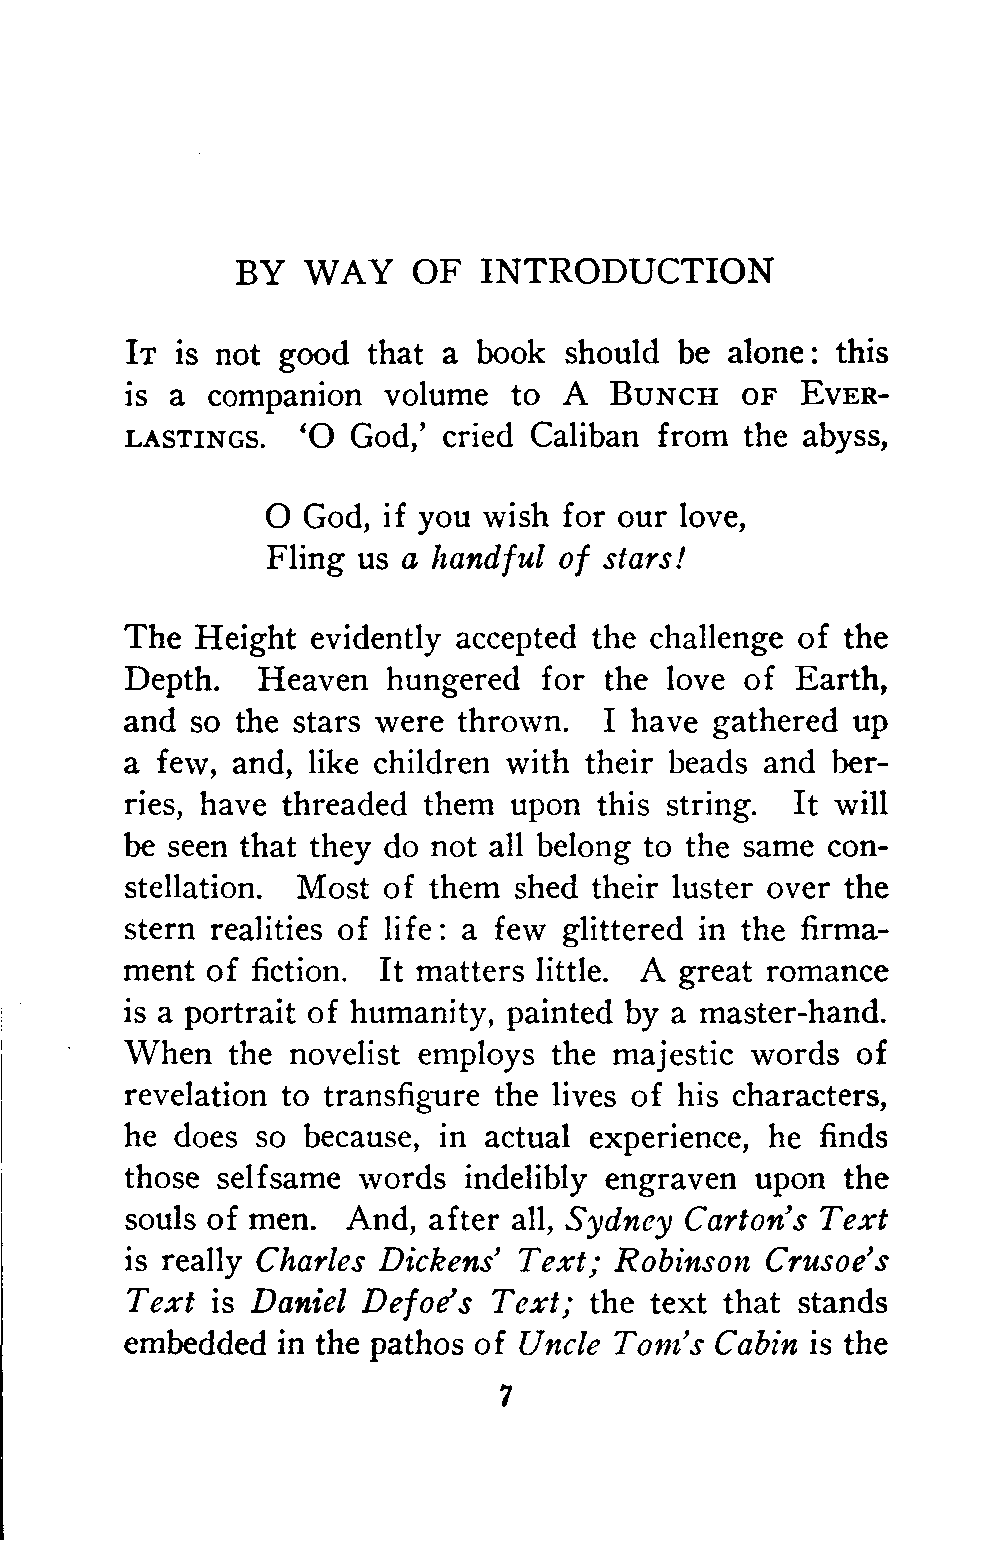 BY WAY OF INTRODUCTION
IT is not good that a book should be alone: this
is a companion volume to A BUNCH OF EVER-
LASTINGS. ‘O God,’ cried Caliban from the abyss,
O God, if you wish for our love,
Fling us a handful of stars!
The Height evidently accepted the challenge of the
Depth. Heaven hungered for the love of Earth,
and so the stars were thrown. I have gathered up
a few, and, like children with their beads and ber-
ries, have threaded them upon this string. It will
be seen that they do not all belong to the same con-
stellation. Most of them shed their luster over the
stern realities of life: a few glittered in the firma-
ment of fiction. It matters little. A great romance
is a portrait of humanity, painted by a master-hand.
When the novelist employs the majestic words of
revelation to transfigure the lives of his characters,
he does so because, in actual experience, he finds
those selfsame words indelibly engraven upon the
souls of men. And, after all, Sydney Carton’s Text
is really Charles Dickens’ Text; Robinson Crusoe’s
Text is Daniel Defoe’s Text; the text that stands
embedded in the pathos of Uncle Tom’s Cabin is the
7